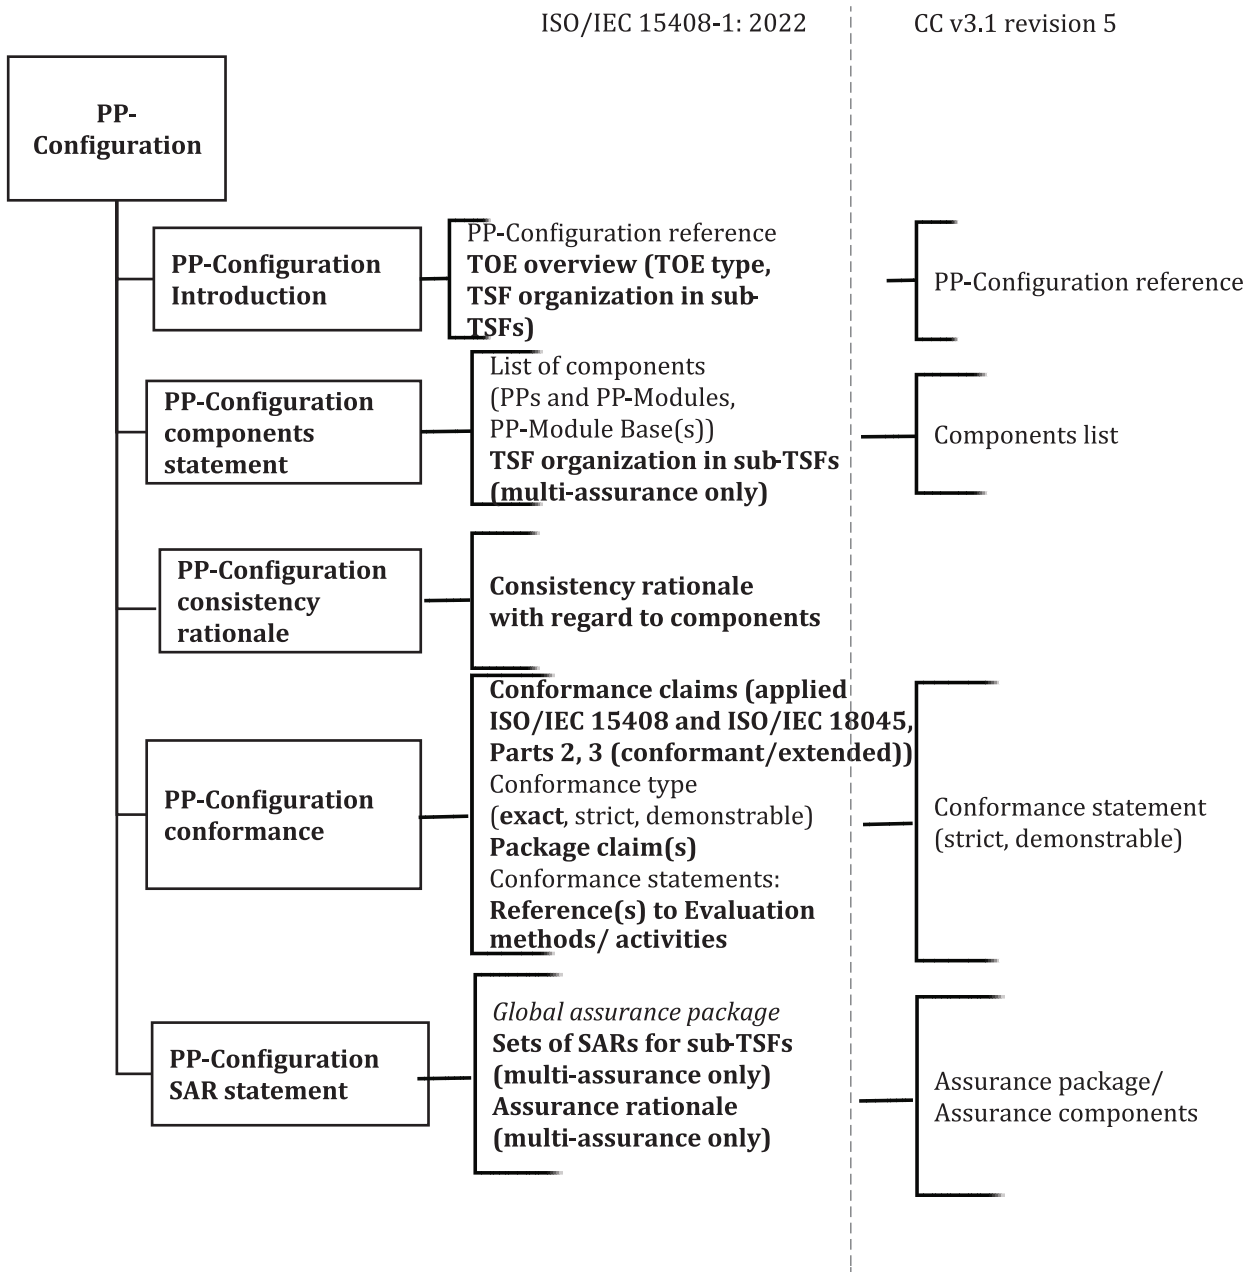 ISO/IEC 15408-1: 2022
CC v3.1 revision 5
PP-
Configuration
PP-Configuration
Introduction
PP-Configuration reference
TOE overview (TOE type,
TSF organization in sub-
TSFs)
PP-Configuration reference
PP-Configuration
components
statement
List of components
(PPs and PP-Modules,
PP-Module Base(s))
TSF organization in sub-TSFs
(multi-assurance only)
Components list
PP-Configuration
consistency
rationale
Consistency rationale
with regard to components
PP-Configuration
conformance
Conformance claims (applied
ISO/IEC 15408 and ISO/IEC 18045,
Parts 2, 3 (conformant/extended))
Conformance type
(exact, strict, demonstrable)
Package claim(s)
Conformance statements:
Reference(s) to Evaluation
methods/ activities
Conformance statement
(strict, demonstrable)
PP-Configuration
SAR statement
Global assurance package
Sets of SARs for sub-TSFs
(multi-assurance only)
Assurance rationale
(multi-assurance only)
Assurance package/
Assurance components